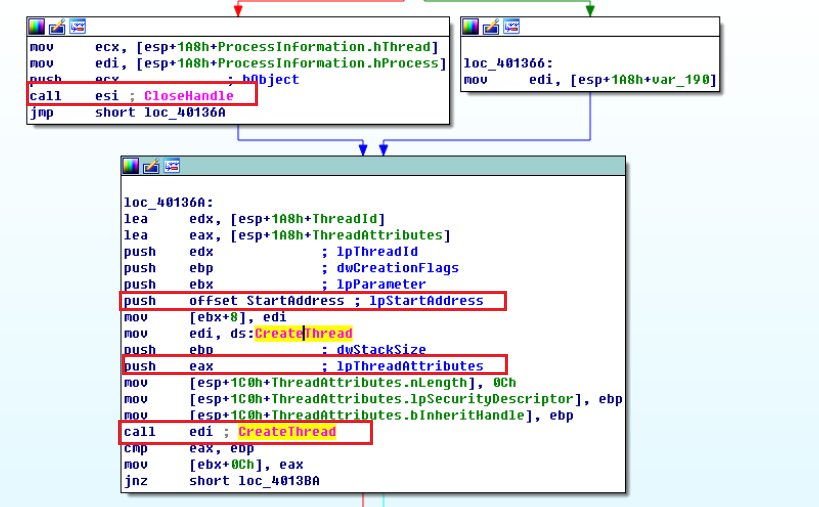 mov     ecx, [esp+1A8h+ProcessInformation.hThread]
mov     edi, [esp+1A8h+ProcessInformation.hProcess]
push    ecx             ; hObject
call    esi ; CloseHandle
jmp     short loc_40136A
loc_401366:
mov     edi, [esp+1A8h+var_190]
loc_40136A:
lea     edx, [esp+1A8h+ThreadId]
lea     eax, [esp+1A8h+ThreadAttributes]
push    edx             ; lpThreadId
push    ebp             ; dwCreationFlags
push    ebx             ; lpParameter
push    offset StartAddress ; lpStartAddress
mov     [ebx+8], edi
mov     edi, ds:CreateThread
push    ebp             ; dwStackSize
push    eax             ; lpThreadAttributes
mov     [esp+1C0h+ThreadAttributes.nLength], 0Ch
mov     [esp+1C0h+ThreadAttributes.lpSecurityDescriptor], ebp
mov     [esp+1C0h+ThreadAttributes.bInheritHandle], ebp
call    edi ; CreateThread
cmp     eax, ebp
mov     [ebx+0Ch], eax
jnz     short loc_4013BA